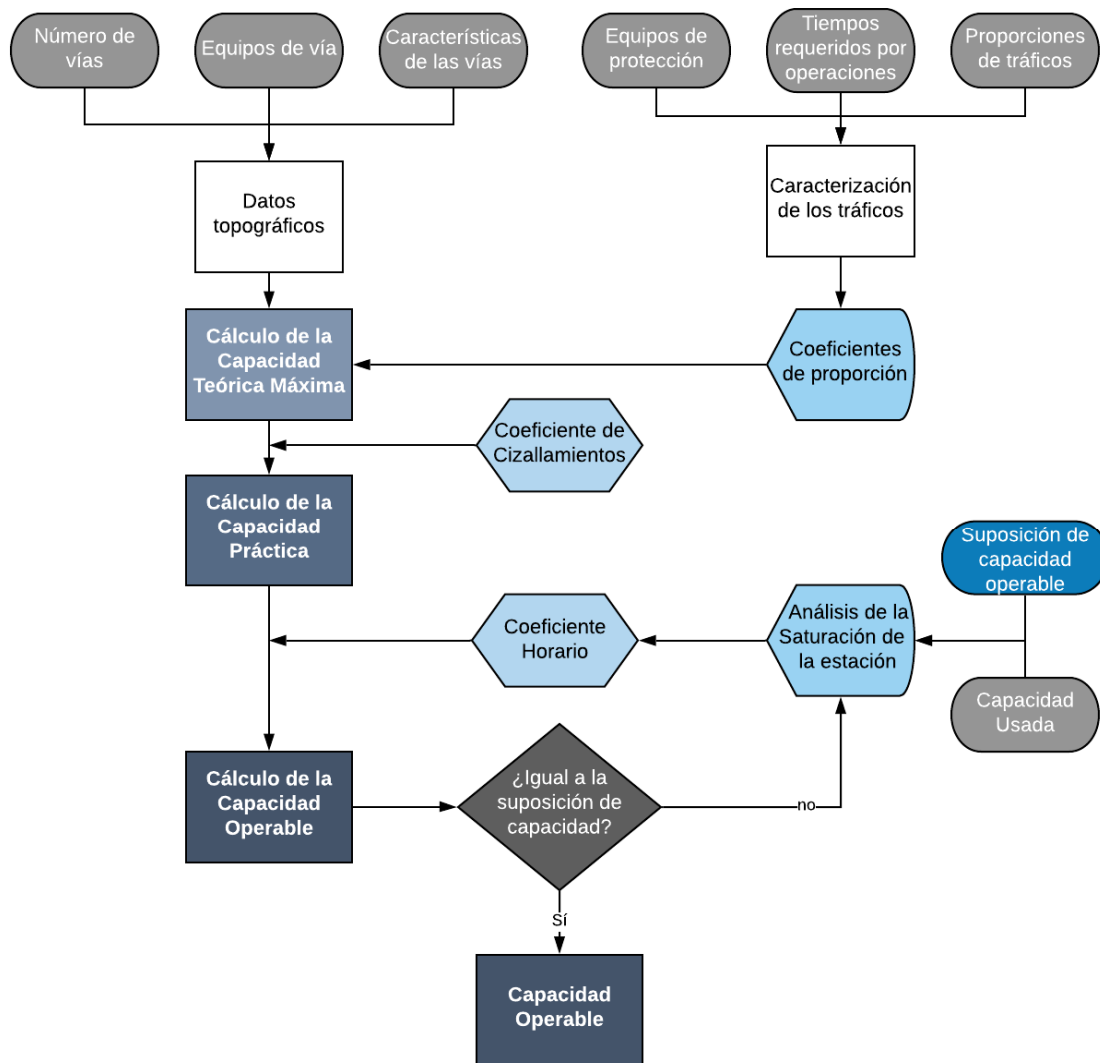 Número de
vías
Equipos de vía
Características
de las vías
Equipos de
protección
Tiempos
requeridos por
operaciones
Proporciones
de tráficos
Datos
topográficos
Caracterización
de los tráficos
Cálculo de la
Capacidad
Teórica Máxima
Coeficientes
de proporción
Coeficiente de
Cizallamientos
Cálculo de la
Capacidad
Práctica
Suposición de
capacidad
operable
Coeficiente
Horario
Análisis de la
Saturación de
la estación
Capacidad
Usada
Cálculo de la
Capacidad
Operable
¿Igual a la
suposición de
capacidad?
no
Sí
Capacidad
Operable